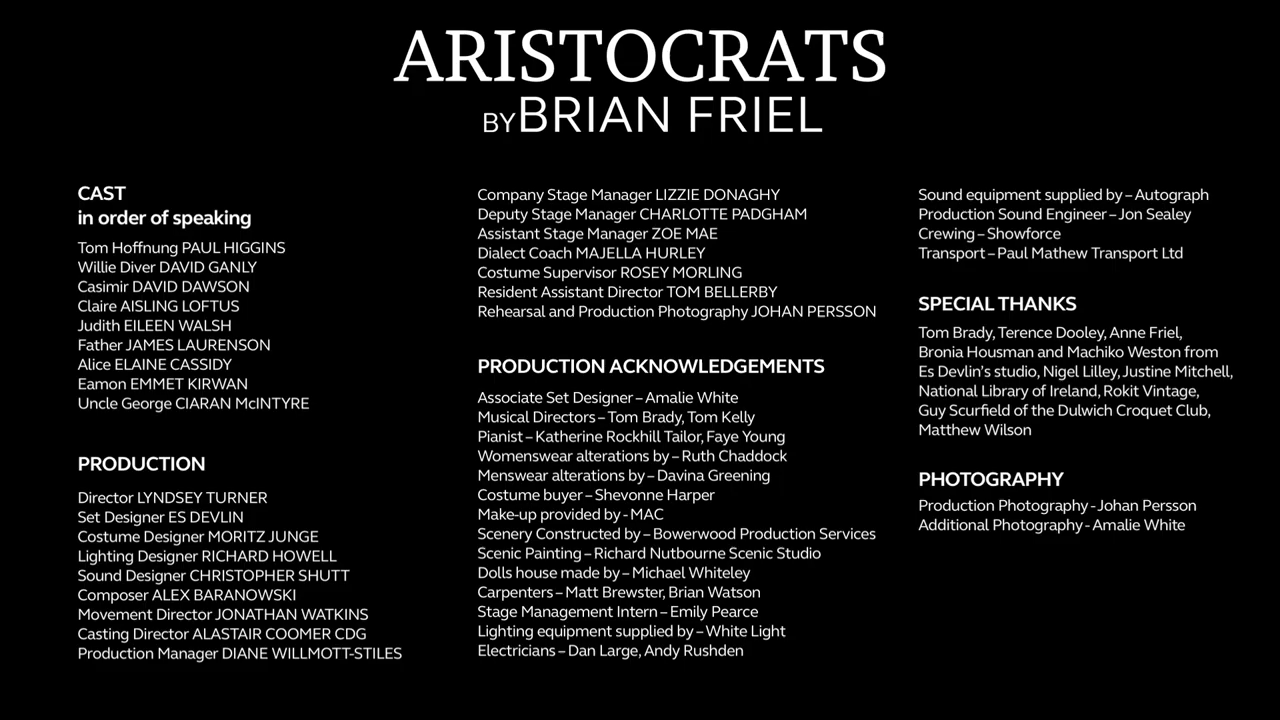 ARISTOCRATS
BY BRIAN FRIEL
CAST
in order of speaking
Tom Hoffnung PAUL HIGGINS
Willie Diver DAVID GANLY
Casimir DAVID DAWSON
Claire AISLING LOFTUS
Judith EILEEN WALSH
Father JAMES LAURENSON
Alice ELAINE CASSIDY
Eamon EMMET KIRWAN
Uncle George CIARAN McINTYRE
PRODUCTION
Director LYNDSEY TURNER
Set Designer ES DEVLIN
Costume Designer MORITZ JUNGE
Lighting Designer RICHARD HOWELL
Sound Designer CHRISTOPHER SHUTT
Composer ALEX BARANOWSKI
Movement Director JONATHAN WATKINS
Casting Director ALASTAIR COOMER CDG
Production Manager DIANE WILLMOTT-STILES
Company Stage Manager LIZZIE DONAGHY
Deputy Stage Manager CHARLOTTE PADGHAM
Assistant Stage Manager ZOE MAE
Dialect Coach MAJELLA HURLEY
Costume Supervisor ROSEY MORLING
Resident Assistant Director TOM BELLERBY
Rehearsal and Production Photography JOHAN PERSSON
PRODUCTION ACKNOWLEDGEMENTS
Associate Set Designer – Amalie White
Musical Directors – Tom Brady, Tom Kelly
Pianist – Katherine Rockhill Tailor, Faye Young
Womenswear alterations by – Ruth Chaddock
Menswear alterations by – Davina Greening
Costume buyer – Shevonne Harper
Make-up provided by - MAC
Scenery Constructed by – Bowerwood Production Services
Scenic Painting – Richard Nutbourne Scenic Studio
Dolls house made by – Michael Whiteley
Carpenters – Matt Brewster, Brian Watson
Stage Management Intern – Emily Pearce
Lighting equipment supplied by – White Light
Electricians – Dan Large, Andy Rushden
Sound equipment supplied by – Autograph
Production Sound Engineer – Jon Sealey
Crewing – Showforce
Transport – Paul Mathew Transport Ltd
SPECIAL THANKS
Tom Brady, Terence Dooley, Anne Friel,
Bronia Housman and Machiko Weston from
Es Devlin's studio, Nigel Lilley, Justine Mitchell,
National Library of Ireland, Rokit Vintage,
Guy Scurfield of the Dulwich Croquet Club,
Matthew Wilson
PHOTOGRAPHY
Production Photography - Johan Persson
Additional Photography - Amalie White